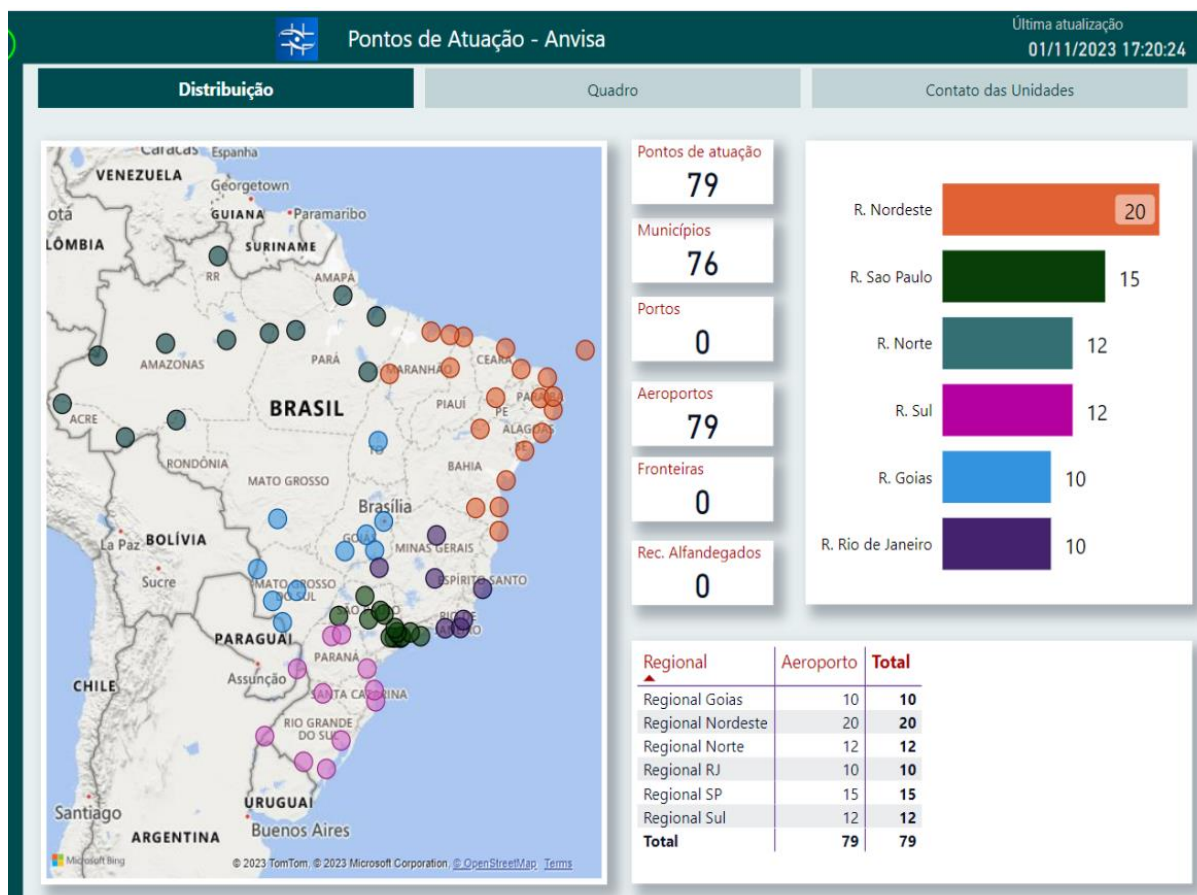 Pontos de Atuação - Anvisa
Última atualização
01/11/2023 17:20:24
Distribuição
Quadro
Contato das Unidades
Caracas
Espanha
VENEZUELA
Georgetown
otá
GUIANA
Paramaribo
LÔMBIA
SURINAME
RR
AMAPÁ
AMAZONAS
PARÁ
MARANHÃO
CEARÁ
ACRE
BRASIL
PIAUÍ
PE
ALAGOAS
SE
RONDÔNIA
TO
BAHIA
MATO GROSSO
Brasília
La Paz
BOLÍVIA
GOIÁS
MINAS GERAIS
Sucre
MATO GROSSO
DO SUL
ESPÍRITO SANTO
PARAGUAI
PARANÁ
Assunção
CHILE
SANTA CATARINA
RIO GRANDE
DO SUL
URUGUAI
Santiago
Buenos Aires
ARGENTINA
Microsoft Bing
© 2023 TomTom, © 2023 Microsoft Corporation, © OpenStreetMap Terms
Pontos de atuação
79
Municípios
76
Portos
0
Aeroportos
79
Fronteiras
0
Rec. Alfandegados
0
R. Nordeste 20
R. Sao Paulo 15
R. Norte 12
R. Sul 12
R. Goias 10
R. Rio de Janeiro 10
Regional Aeroporto Total
Regional Goias 10 10
Regional Nordeste 20 20
Regional Norte 12 12
Regional RJ 10 10
Regional SP 15 15
Regional Sul 12 12
Total 79 79